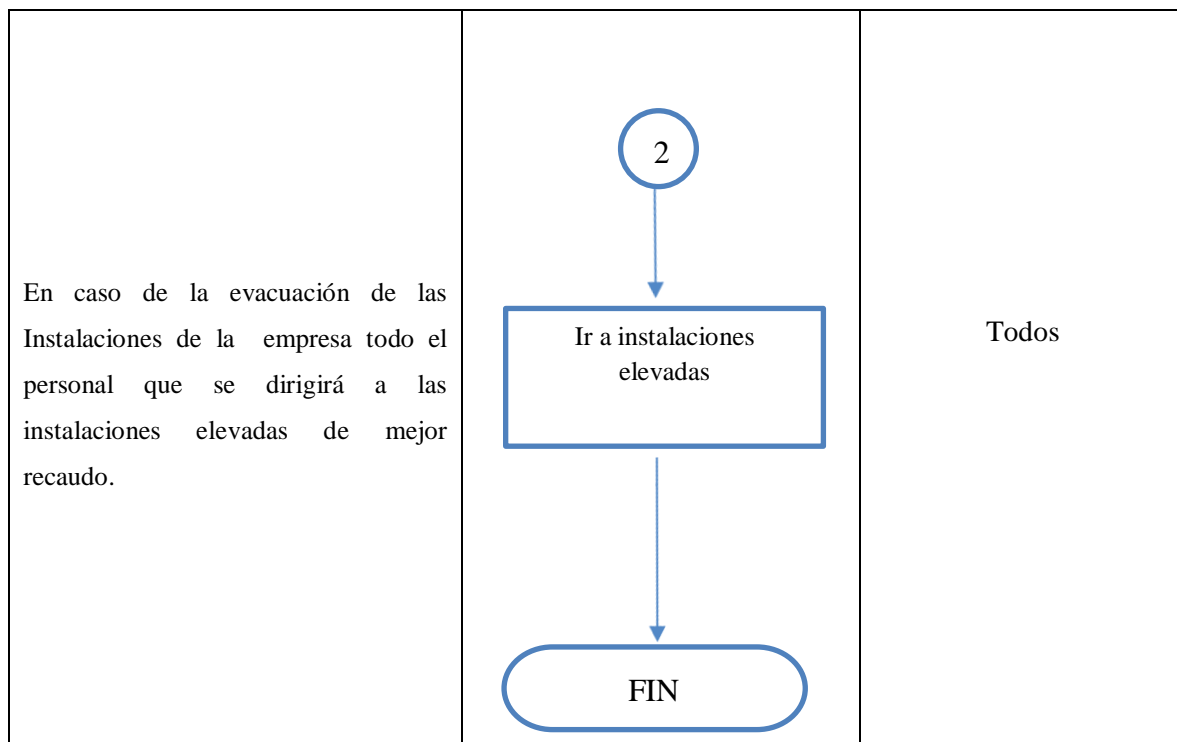 En caso de la evacuación de las
Instalaciones de la empresa todo el
personal que se dirigirá a las
instalaciones elevadas de mejor
recaudo.
2
Ir a instalaciones
elevadas
FIN
Todos